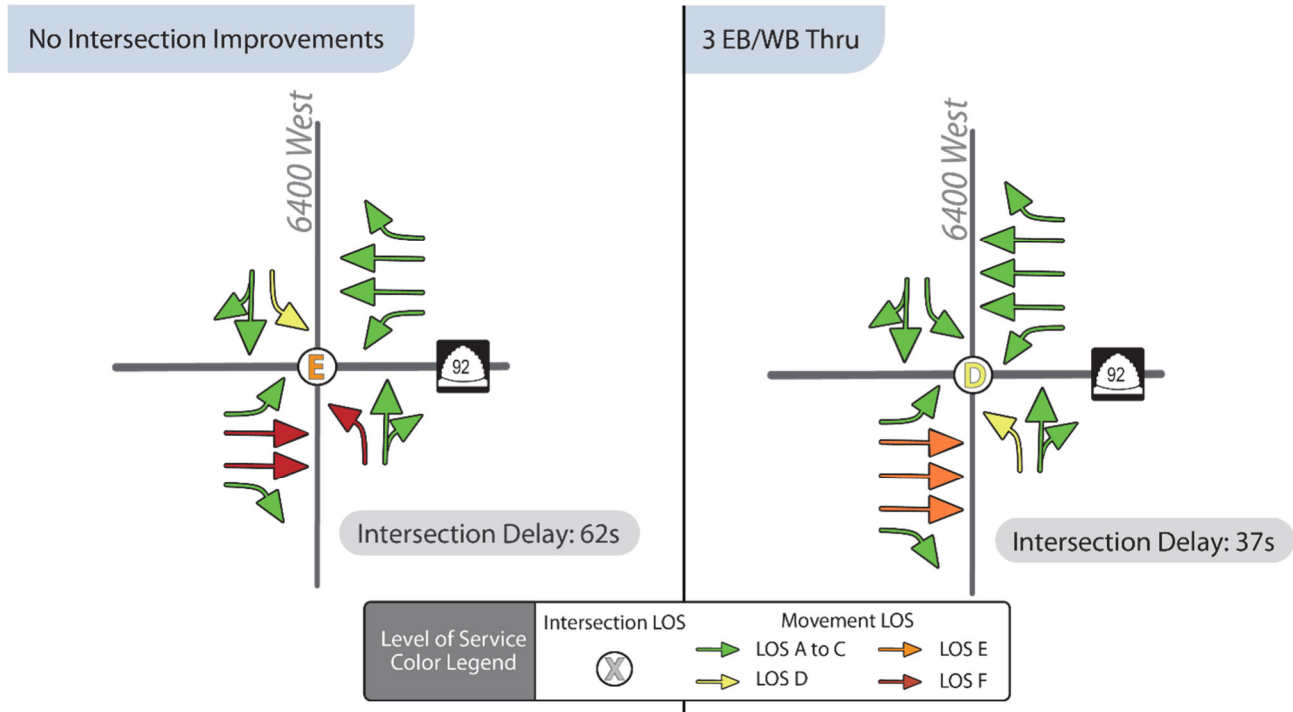 No Intersection Improvements
6400 West
E
92
Intersection Delay: 62s
3 EB/WB Thru
6400 West
D
92
Intersection Delay: 37s
Level of Service
Color Legend
Intersection LOS
X
Movement LOS
LOS A to C
LOS E
LOS D
LOS F